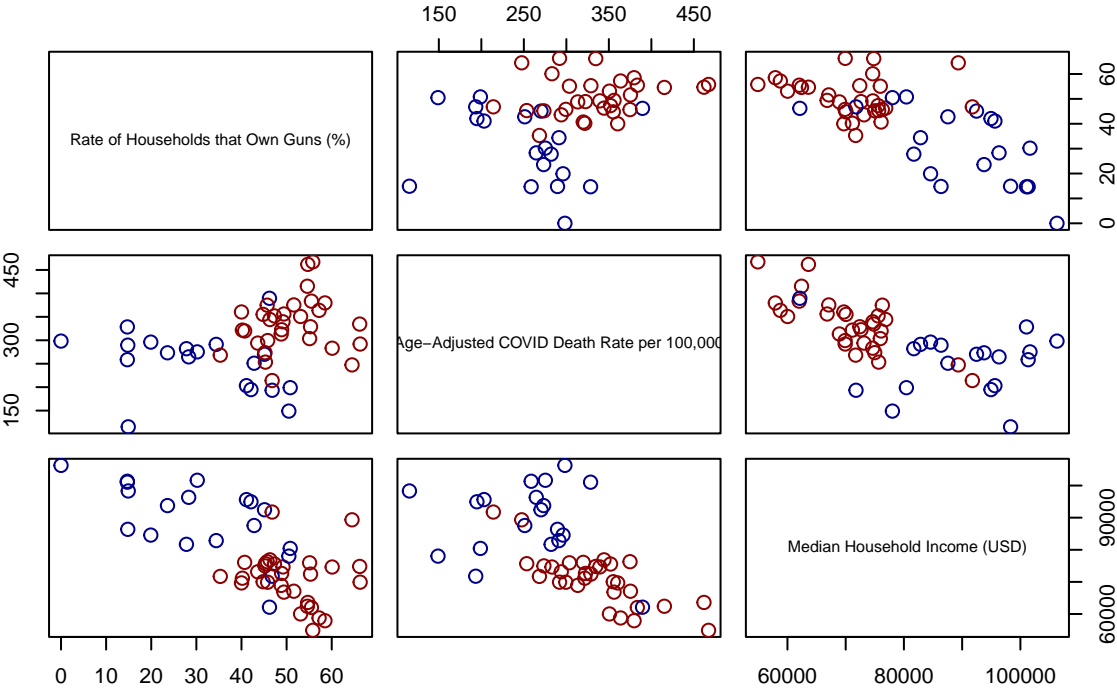 150 250 350 450
Rate of Households that Own Guns (%)
0 20 40 60
150 300 450
Age−Adjusted COVID Death Rate per 100,000
Median Household Income (USD)
60000 90000
0 10 20 30 40 50 60
60000 80000 100000